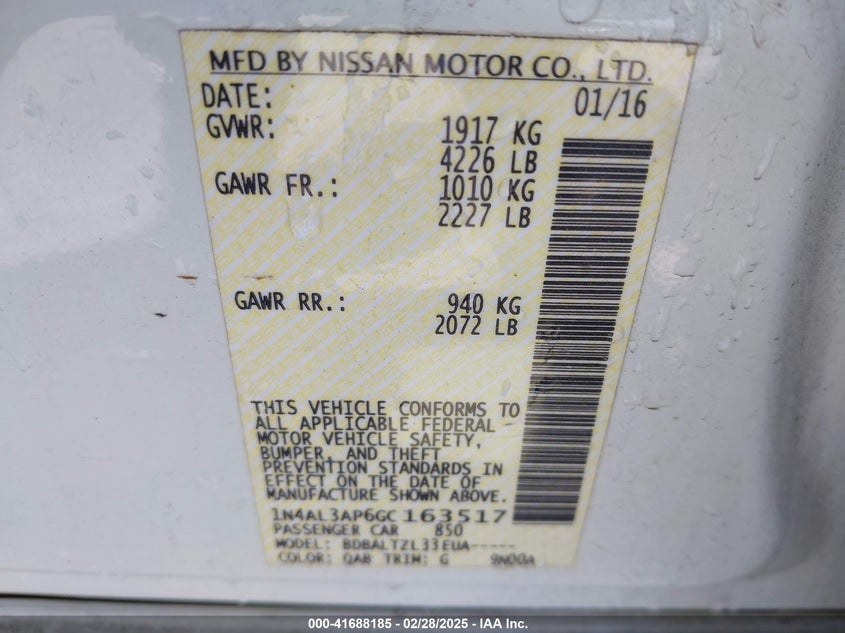 MFD BY NISSAN MOTOR CO., LTD.
DATE: 01/16
GVWR: 1917 KG
4226 LB
GAWR FR.: 1010 KG
2227 LB
GAWR RR.: 940 KG
2072 LB
THIS VEHICLE CONFORMS TO
ALL APPLICABLE FEDERAL
MOTOR VEHICLE SAFETY,
BUMPER, AND THEFT
PREVENTION STANDARDS IN
EFFECT ON THE DATE OF
MANUFACTURE SHOWN ABOVE.
1N4AL3AP6GC163517
PASSENGER CAR 850
MODEL: BDBALTZL33EUA-----
COLOR: QAB TRIM: G 9N00A
000-41688185 / 02/28/2025 - IAA Inc.